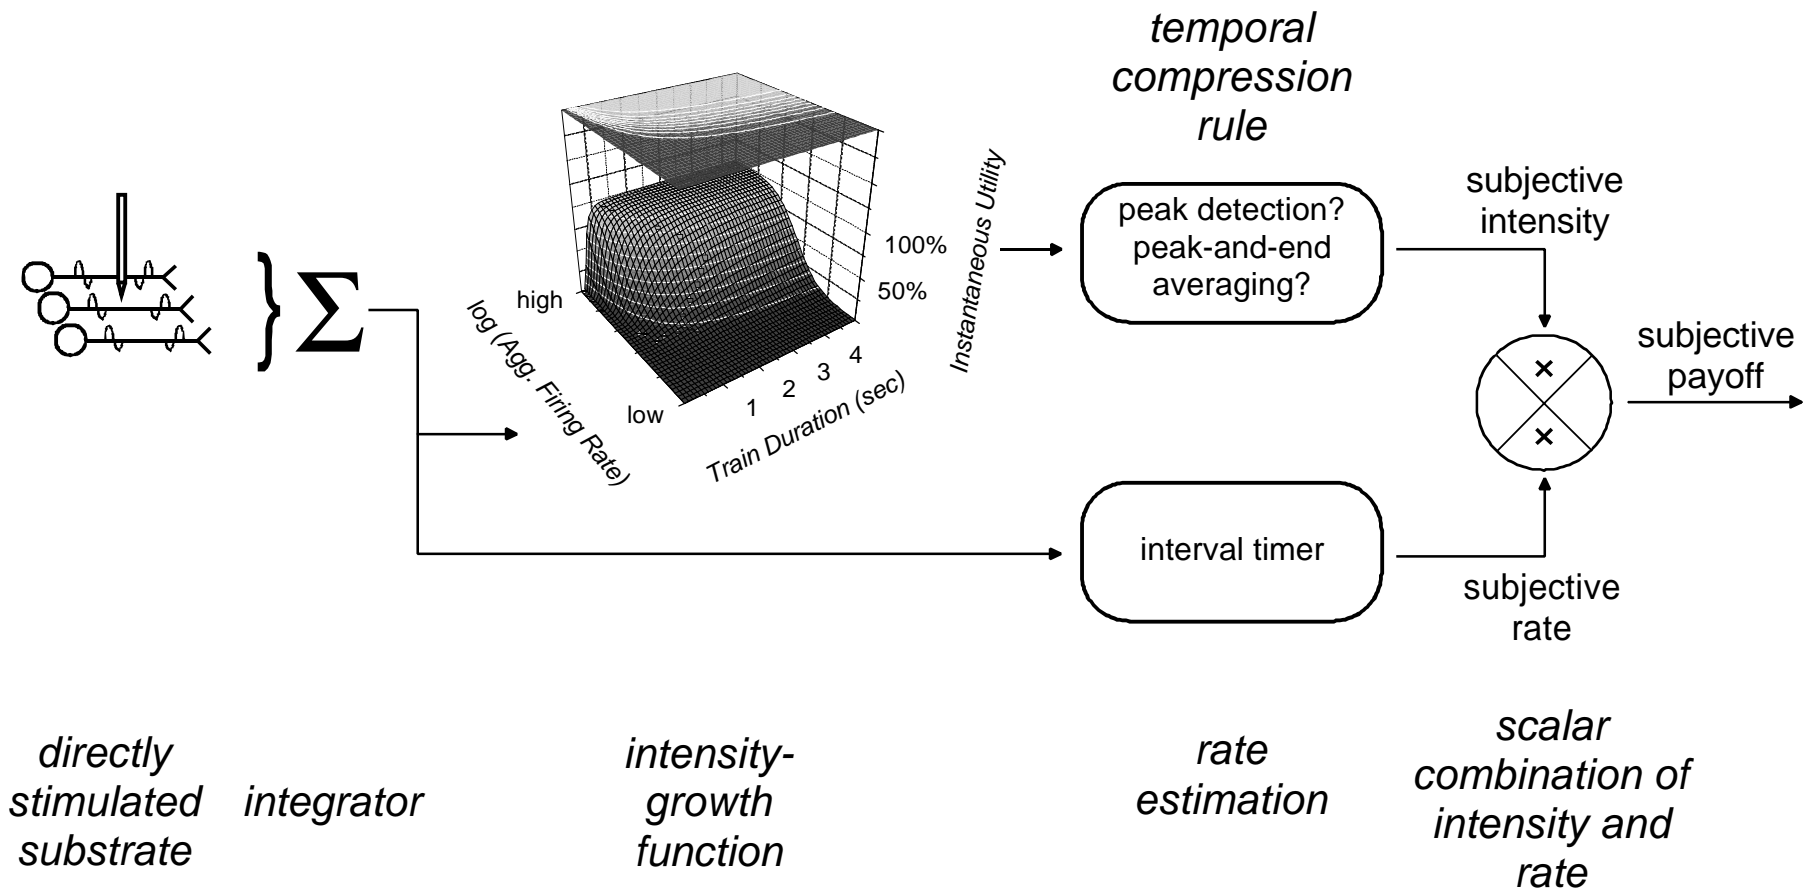 temporal
compression
rule
peak detection?
peak-and-end
averaging?
subjective
intensity
Instantaneous Utility
100%
50%
high
low
log (Agg. Firing Rate)
1
2
3
4
Train Duration (sec)
Σ
×
×
subjective
payoff
interval timer
subjective
rate
directly
stimulated
substrate
integrator
intensity-
growth
function
rate
estimation
scalar
combination of
intensity and
rate